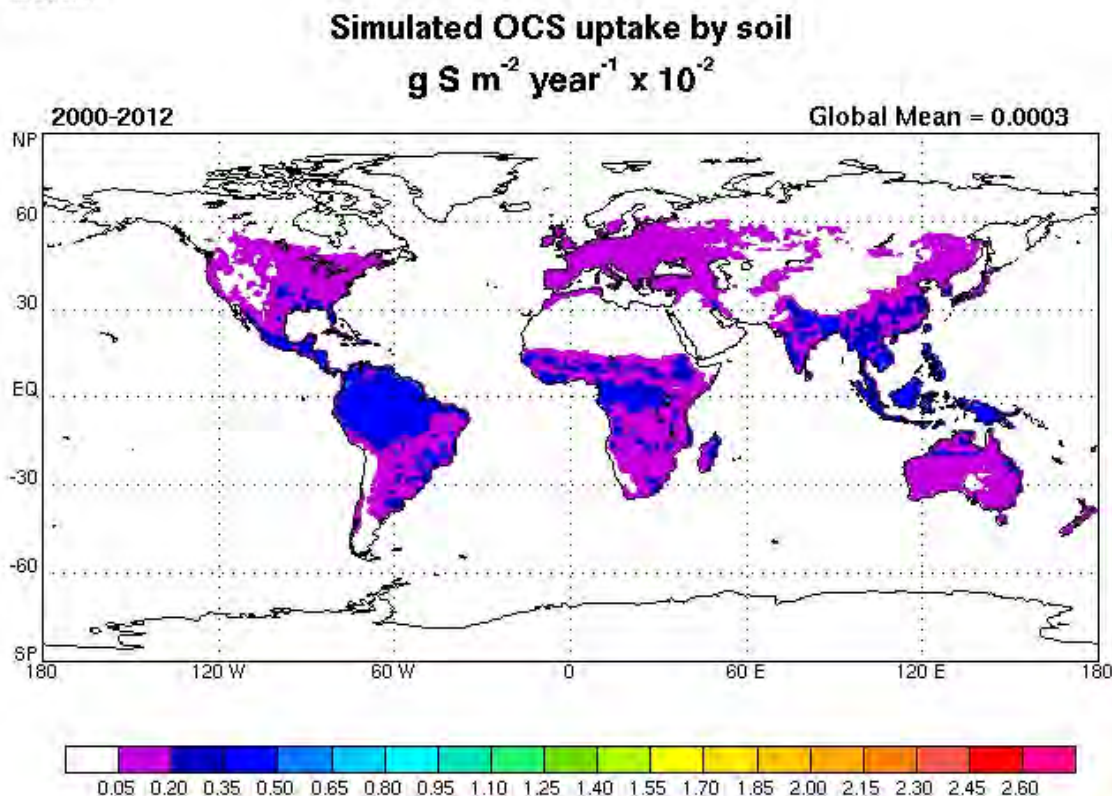 Simulated OCS uptake by soil
g S m⁻² year⁻¹ x 10⁻²
2000-2012 Global Mean = 0.0003
NP
60
30
EQ
-30
-60
SP
180 120 W 60 W 0 60 E 120 E 180
0.05 0.20 0.35 0.50 0.65 0.80 0.95 1.10 1.25 1.40 1.55 1.70 1.85 2.00 2.15 2.30 2.45 2.60